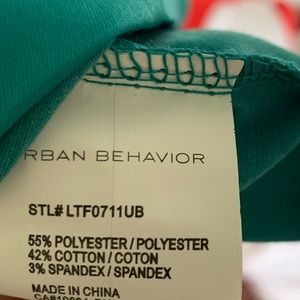 RBAN BEHAVIOR
STL# LTF0711UB
55% POLYESTER / POLYESTER
42% COTTON / COTON
3% SPANDEX / SPANDEX
MADE IN CHINA